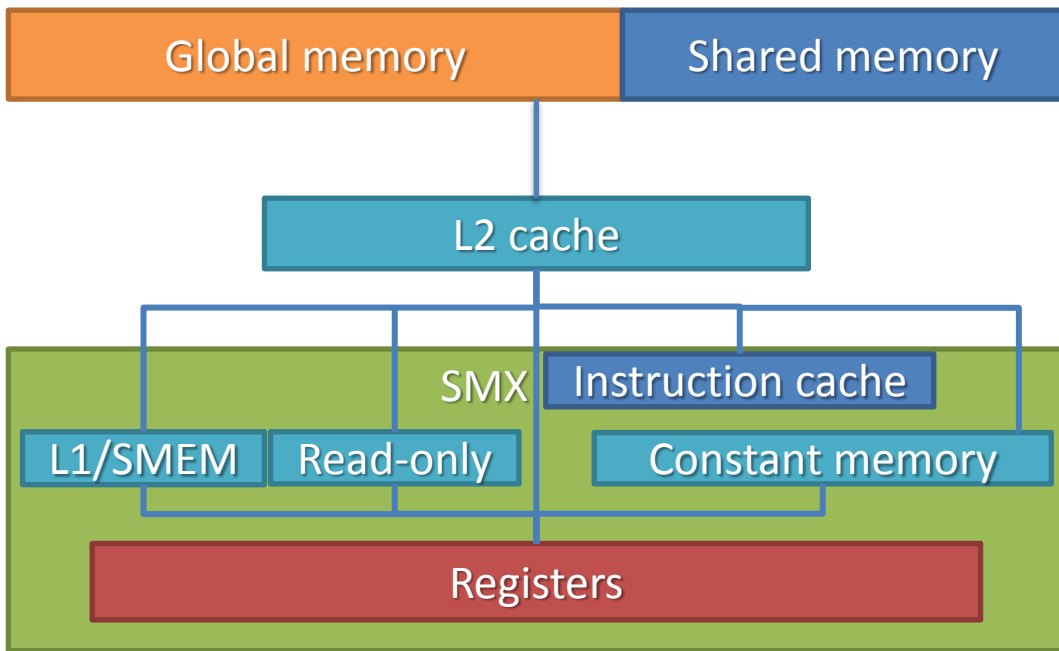 Global memory
Shared memory
L2 cache
SMX
Instruction cache
L1/SMEM
Read-only
Constant memory
Registers